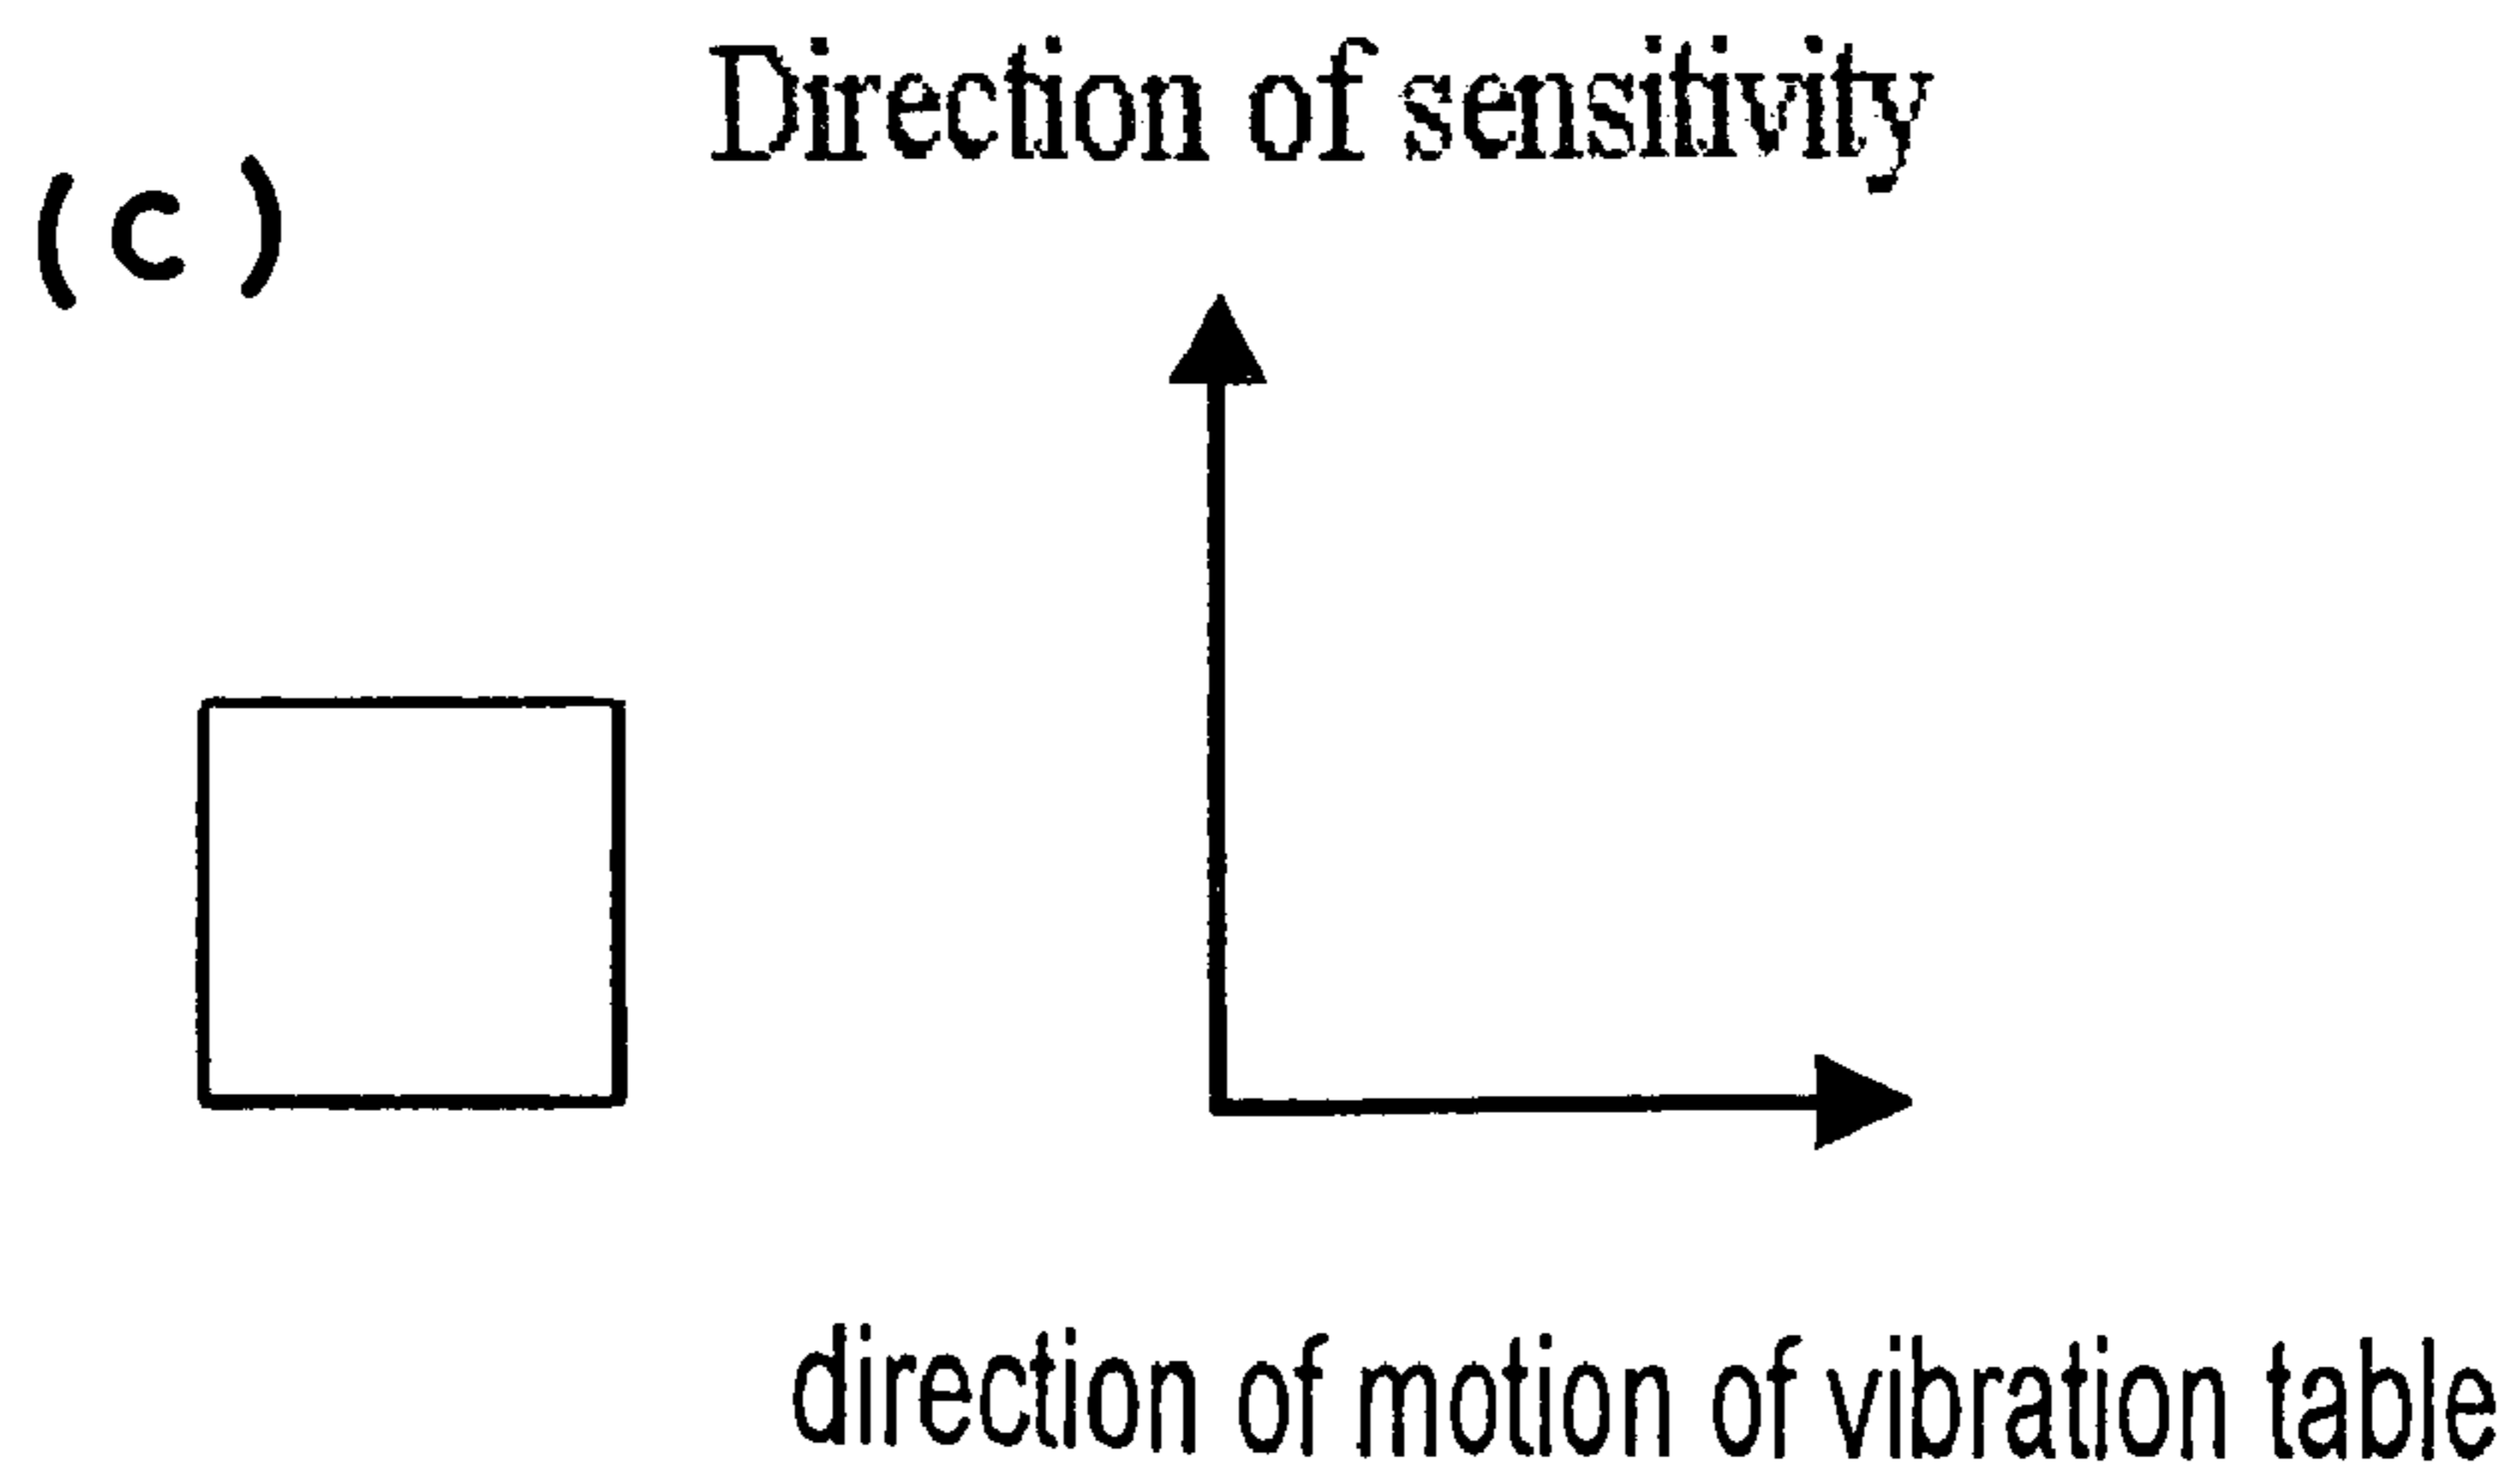 Direction of sensitivity
(c)
direction of motion of vibration table